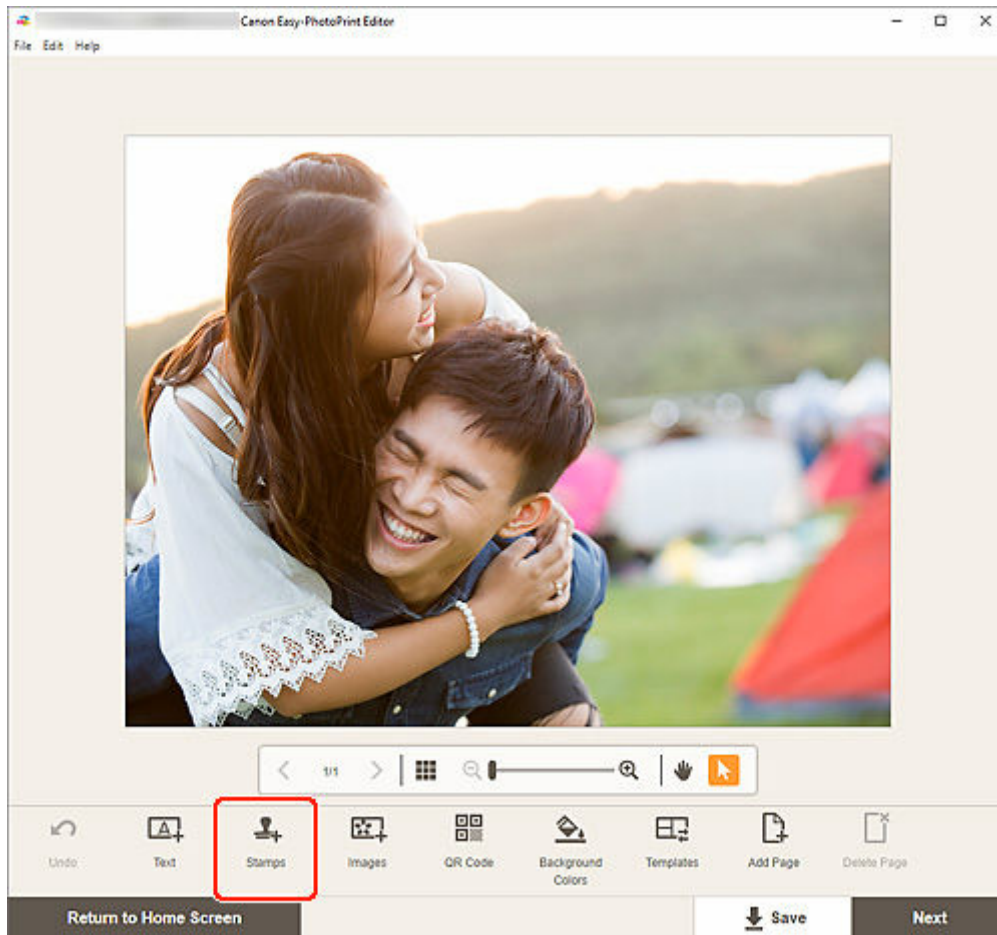 Canon Easy-PhotoPrint Editor
File Edit Help
1/1
Undo
Text
Stamps
Images
QR Code
Background
Colors
Templates
Add Page
Delete Page
Return to Home Screen
Save
Next